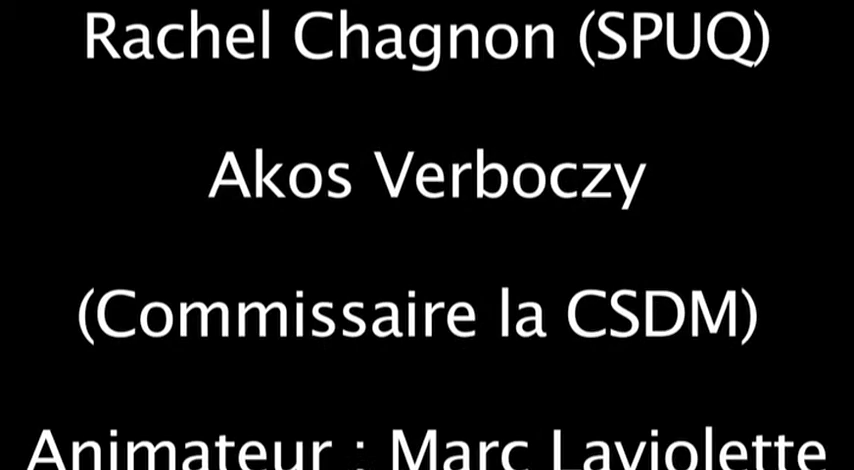 Rachel Chagnon (SPUQ)
Akos Verboczy
(Commissaire la CSDM)
Animateur : Marc Laviolette